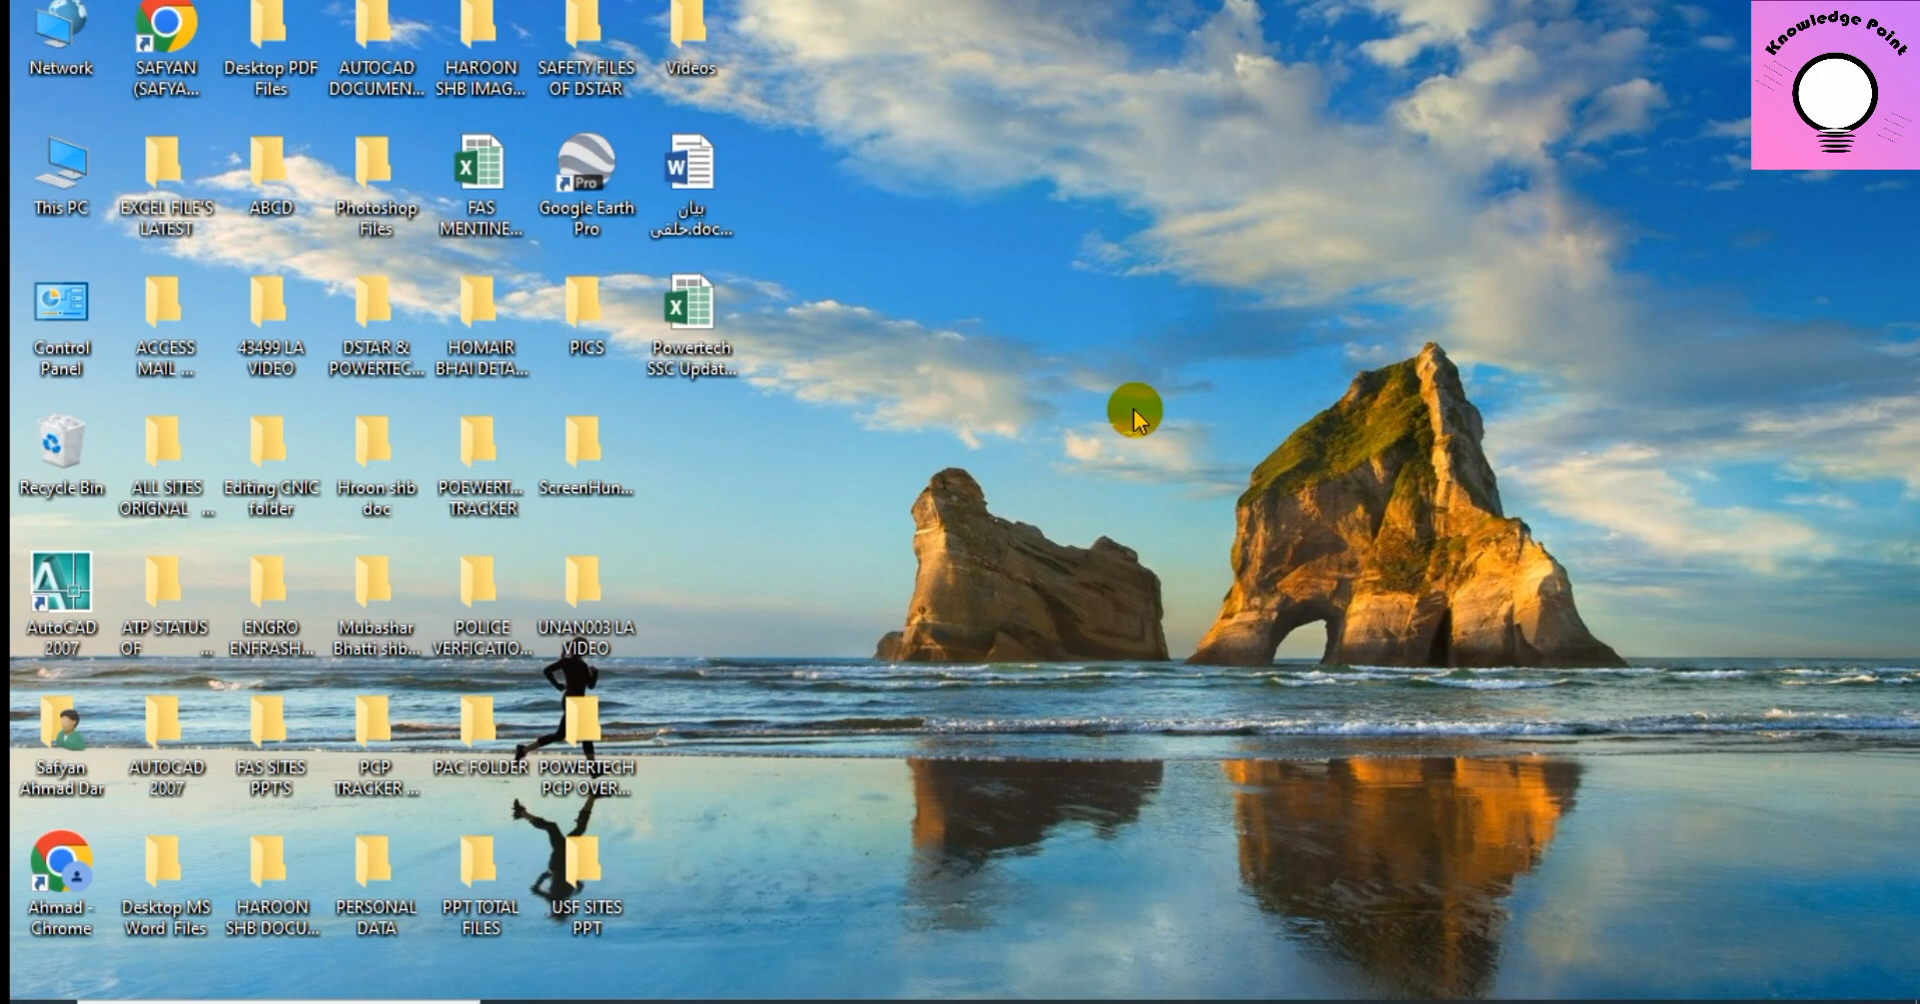 Knowledge Point
Network
SAFYAN
(SAFYA...
Desktop PDF
Files
AUTOCAD
DOCUMEN...
HAROON
SHB IMAG...
SAFETY FILES
OF DSTAR
Videos
This PC
EXCEL FILE'S
LATEST
ABCD
Photoshop
Files
FAS
MENTINE...
Pro
Google Earth
Pro
بیان
حلفی.doc...
Control
Panel
ACCESS
MAIL ...
43499 LA
VIDEO
DSTAR &
POWERTEC...
HOMAIR
BHAI DETA...
PICS
Powertech
SSC Updat...
Recycle Bin
ALL SITES
ORIGNAL ...
Editing CNIC
folder
Hroon shb
doc
POEWERT...
TRACKER
ScreenHun...
AutoCAD
2007
ATP STATUS
OF ...
ENGRO
ENFRASH...
Mubashar
Bhatti shb...
POLICE
VERFICATIO...
UNAN003 LA
VIDEO
Safyan
Ahmad Dar
AUTOCAD
2007
FAS SITES
PPT'S
PCP
TRACKER ...
PAC FOLDER
POWERTECH
PCP OVER...
Ahmad -
Chrome
Desktop MS
Word Files
HAROON
SHB DOCU...
PERSONAL
DATA
PPT TOTAL
FILES
USF SITES
PPT